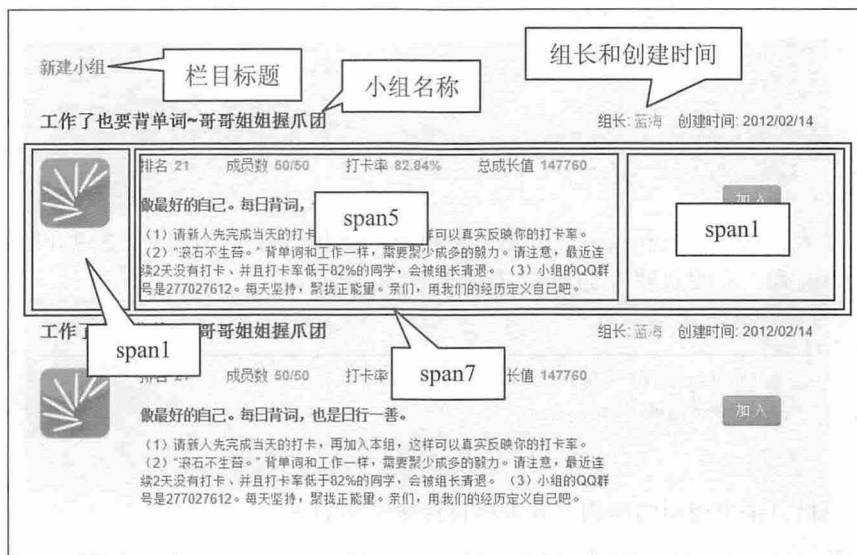 新建小组
栏目标题
小组名称
组长和创建时间
工作了也要背单词~哥哥姐姐握爪团
组长: 蓝海 创建时间: 2012/02/14
排名 21 成员数 50/50 打卡率 82.84% 总成长值 147760
加入
做最好的自己。每日背词，
span5
span1
（1）请新人先完成当天的打卡 样可以真实反映你的打卡率。
（2）“滚石不生苔。”背单词和工作一样，需要聚少成多的毅力。请注意，最近连
续2天没有打卡、并且打卡率低于82%的同学，会被组长清退。 （3）小组的QQ群
号是277027612。每天坚持，聚找正能量。亲们，用我们的经历定义自己吧。
工作了 哥哥姐姐握爪团
组长: 蓝海 创建时间: 2012/02/14
span1
span7
成员数 50/50 打卡率 长值 147760
做最好的自己。每日背词，也是日行一善。
加入
（1）请新人先完成当天的打卡，再加入本组，这样可以真实反映你的打卡率。
（2）“滚石不生苔。”背单词和工作一样，需要聚少成多的毅力。请注意，最近连
续2天没有打卡、并且打卡率低于82%的同学，会被组长清退。 （3）小组的QQ群
号是277027612。每天坚持，聚找正能量。亲们，用我们的经历定义自己吧。